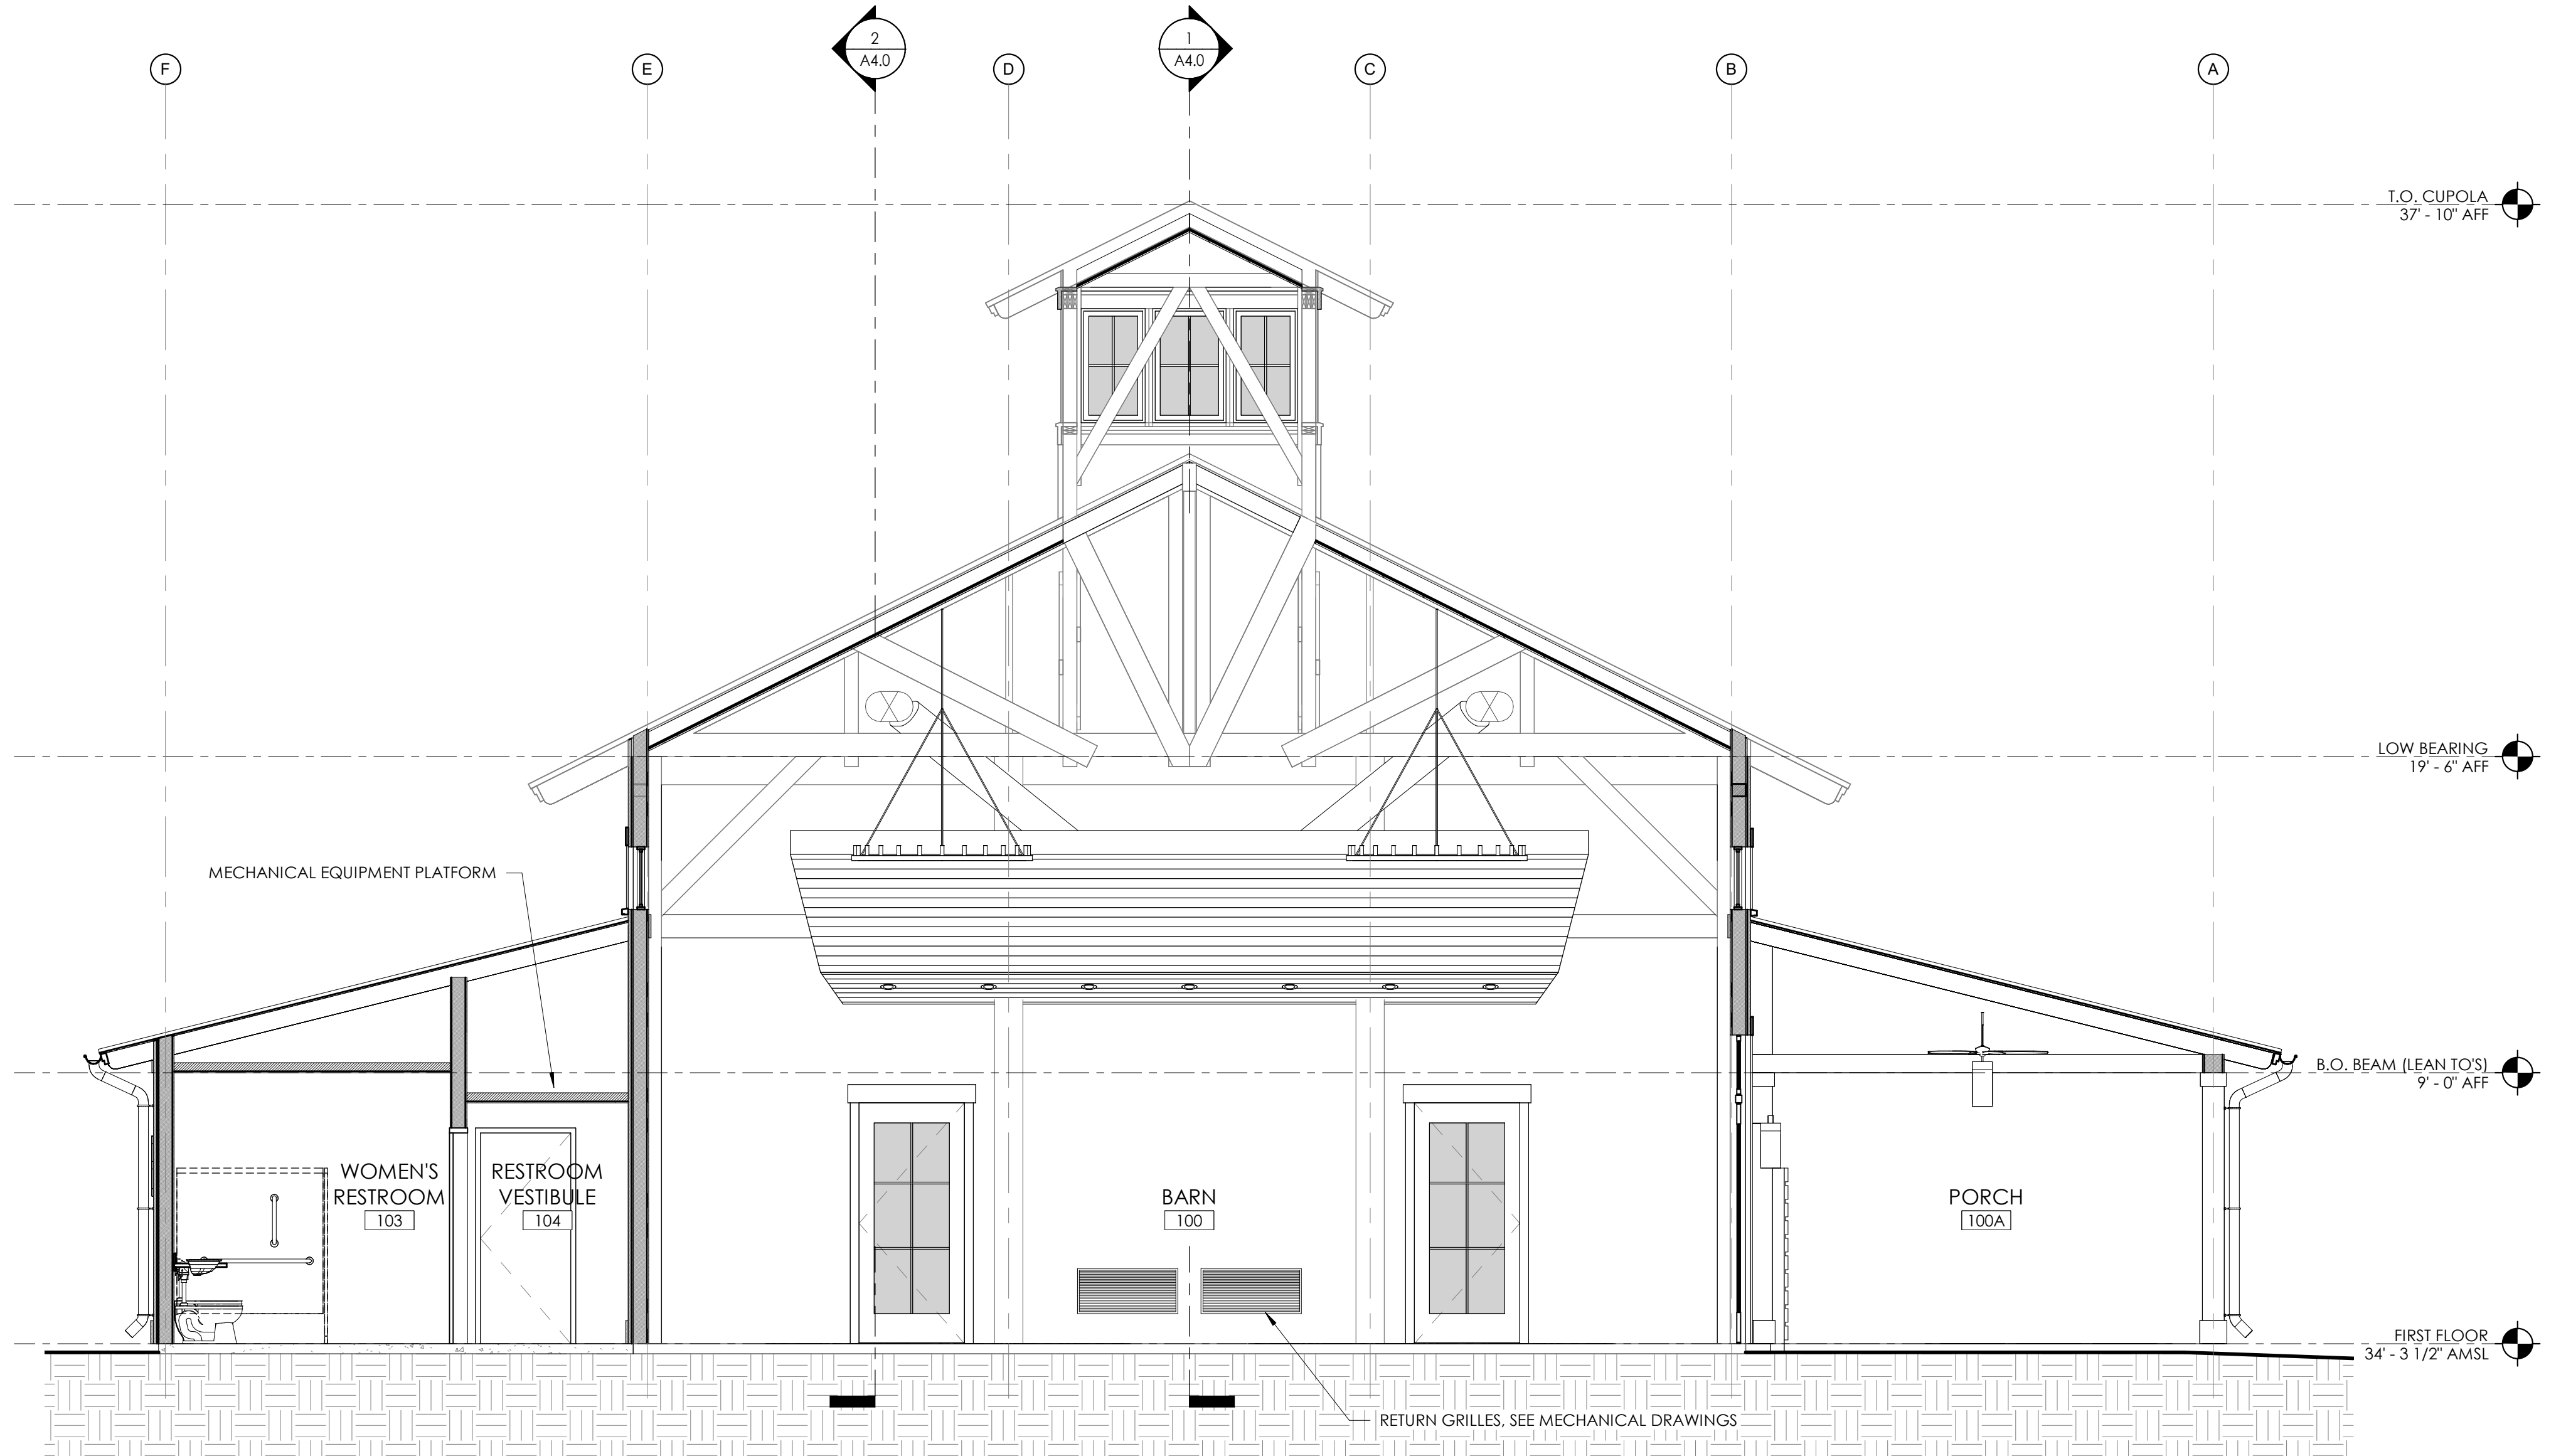 2
A4.0
1
A4.0
F
E
D
C
B
A
T.O. CUPOLA
37' - 10" AFF
LOW BEARING
19' - 6" AFF
MECHANICAL EQUIPMENT PLATFORM
B.O. BEAM (LEAN TO'S)
9' - 0" AFF
WOMEN'S
RESTROOM
103
RESTROOM
VESTIBULE
104
BARN
100
PORCH
100A
FIRST FLOOR
34' - 3 1/2" AMSL
RETURN GRILLES, SEE MECHANICAL DRAWINGS